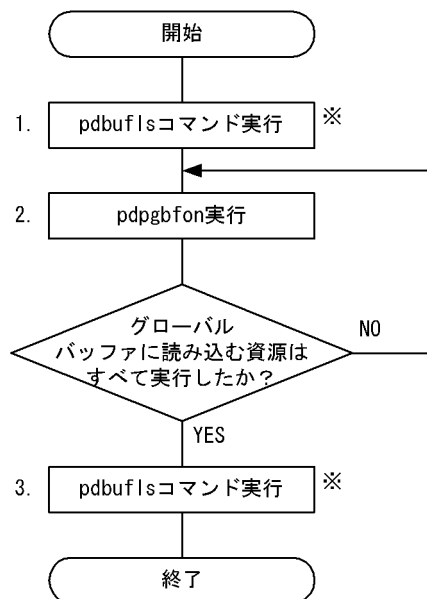 開始
1. pdbuflsコマンド実行 ※
2. pdpgbfon実行
グローバル
バッファに読み込む資源は
すべて実行したか？
NO
YES
3. pdbuflsコマンド実行 ※
終了